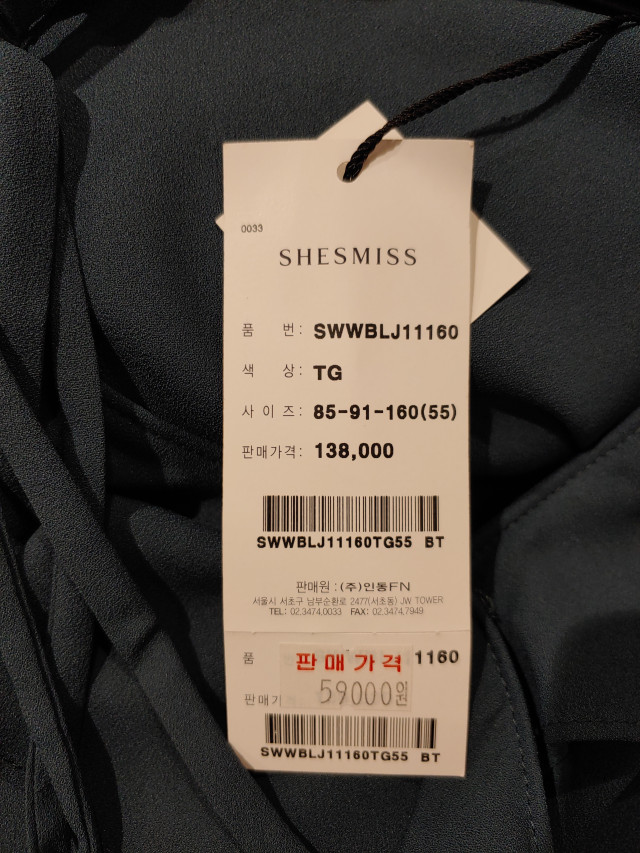 0033
SHESMISS
품 번: SWWBLJ11160
색 상: TG
사 이 즈: 85-91-160(55)
판매가격: 138,000
SWWBLJ11160TG55 BT
판매원 : (주)인동FN
서울시 서초구 남부순환로 2477(서초동) JW TOWER
TEL: 02.3474.0033 FAX: 02.3474.7949
품 1160
판매가격
판매가 59000원
SWWBLJ11160TG55 BT